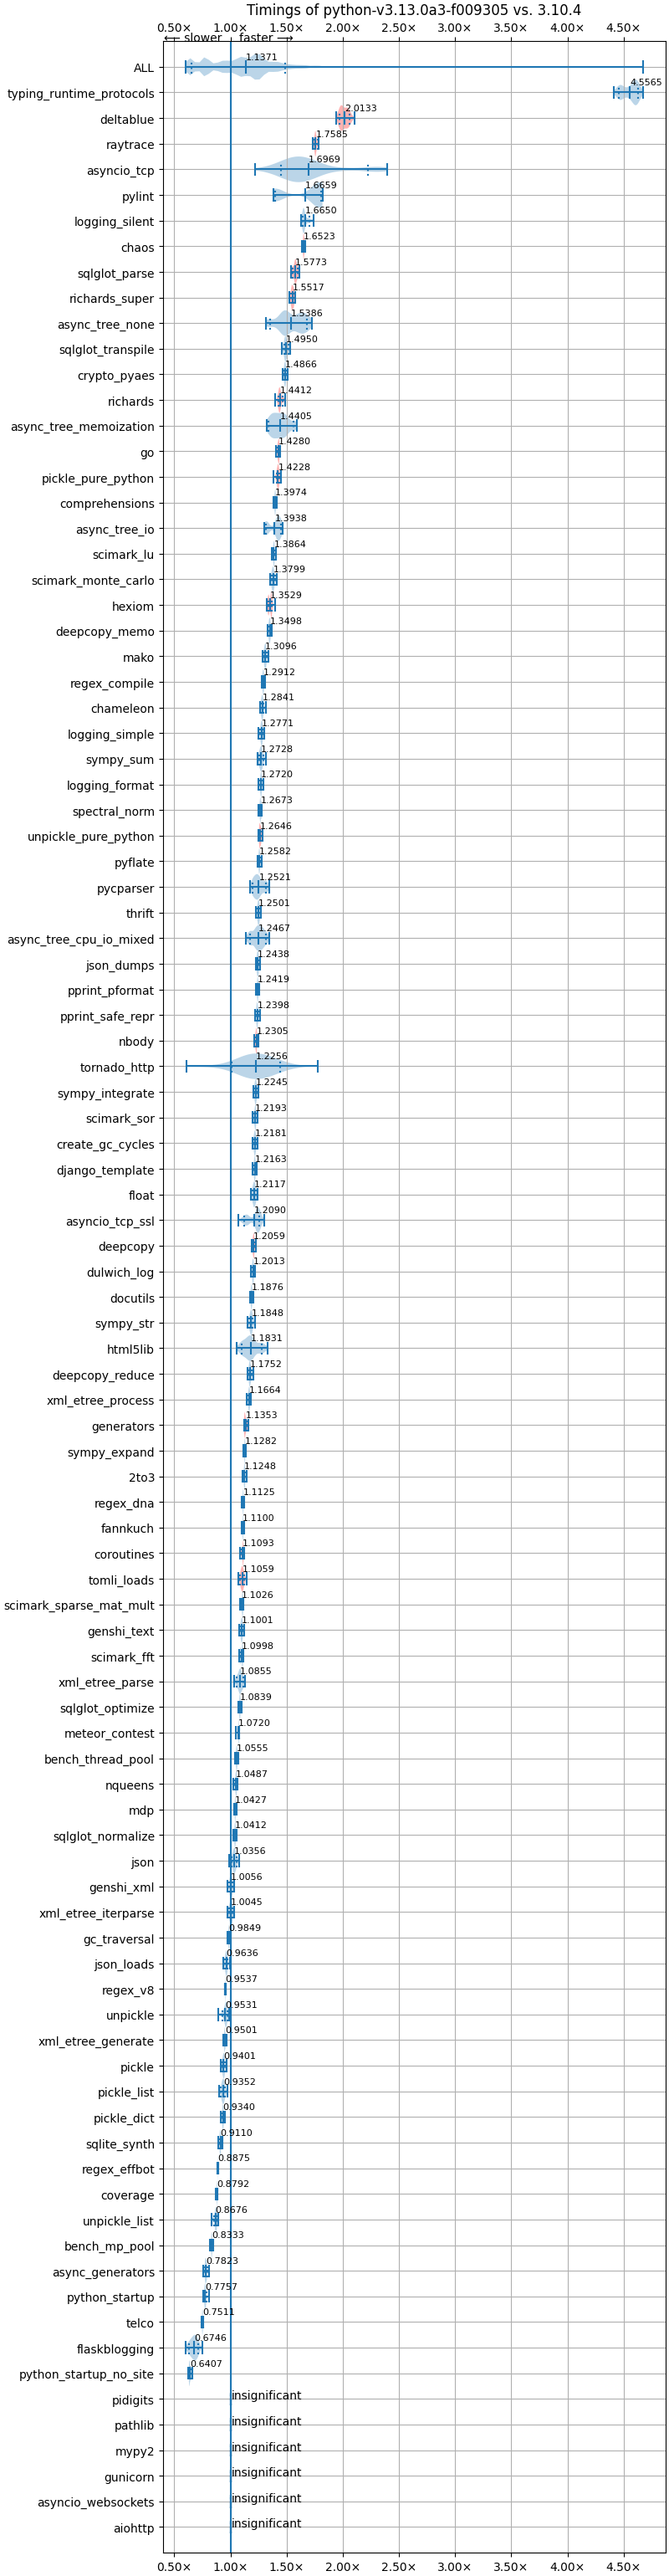 Timings of python-v3.13.0a3-f009305 vs. 3.10.4
0.50× 1.00× 1.50× 2.00× 2.50× 3.00× 3.50× 4.00× 4.50×
⟵ slower faster ⟶
ALL 1.1371
typing_runtime_protocols 4.5565
deltablue 2.0133
raytrace 1.7585
asyncio_tcp 1.6969
pylint 1.6659
logging_silent 1.6650
chaos 1.6523
sqlglot_parse 1.5773
richards_super 1.5517
async_tree_none 1.5386
sqlglot_transpile 1.4950
crypto_pyaes 1.4866
richards 1.4412
async_tree_memoization 1.4405
go 1.4280
pickle_pure_python 1.4228
comprehensions 1.3974
async_tree_io 1.3938
scimark_lu 1.3864
scimark_monte_carlo 1.3799
hexiom 1.3529
deepcopy_memo 1.3498
mako 1.3096
regex_compile 1.2912
chameleon 1.2841
logging_simple 1.2771
sympy_sum 1.2728
logging_format 1.2720
spectral_norm 1.2673
unpickle_pure_python 1.2646
pyflate 1.2582
pycparser 1.2521
thrift 1.2501
async_tree_cpu_io_mixed 1.2467
json_dumps 1.2438
pprint_pformat 1.2419
pprint_safe_repr 1.2398
nbody 1.2305
tornado_http 1.2256
sympy_integrate 1.2245
scimark_sor 1.2193
create_gc_cycles 1.2181
django_template 1.2163
float 1.2117
asyncio_tcp_ssl 1.2090
deepcopy 1.2059
dulwich_log 1.2013
docutils 1.1876
sympy_str 1.1848
html5lib 1.1831
deepcopy_reduce 1.1752
xml_etree_process 1.1664
generators 1.1353
sympy_expand 1.1282
2to3 1.1248
regex_dna 1.1125
fannkuch 1.1100
coroutines 1.1093
tomli_loads 1.1059
scimark_sparse_mat_mult 1.1026
genshi_text 1.1001
scimark_fft 1.0998
xml_etree_parse 1.0855
sqlglot_optimize 1.0839
meteor_contest 1.0720
bench_thread_pool 1.0555
nqueens 1.0487
mdp 1.0427
sqlglot_normalize 1.0412
json 1.0356
genshi_xml 1.0056
xml_etree_iterparse 1.0045
gc_traversal 0.9849
json_loads 0.9636
regex_v8 0.9537
unpickle 0.9531
xml_etree_generate 0.9501
pickle 0.9401
pickle_list 0.9352
pickle_dict 0.9340
sqlite_synth 0.9110
regex_effbot 0.8875
coverage 0.8792
unpickle_list 0.8676
bench_mp_pool 0.8333
async_generators 0.7823
python_startup 0.7757
telco 0.7511
flaskblogging 0.6746
python_startup_no_site 0.6407
pidigits insignificant
pathlib insignificant
mypy2 insignificant
gunicorn insignificant
asyncio_websockets insignificant
aiohttp insignificant
0.50× 1.00× 1.50× 2.00× 2.50× 3.00× 3.50× 4.00× 4.50×